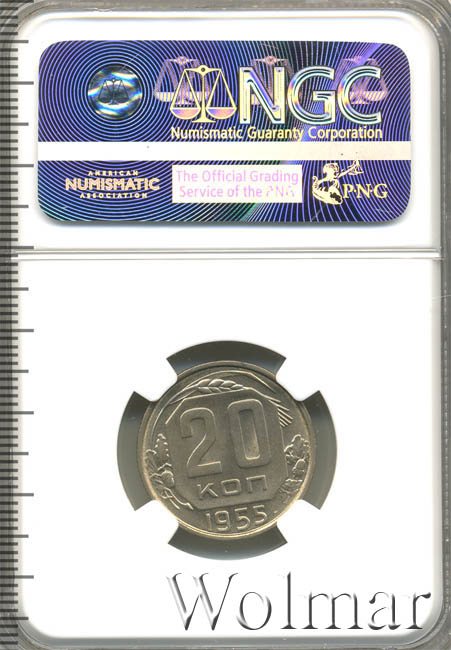 NGC
Numismatic Guaranty Corporation
AMERICAN
NUMISMATIC
ASSOCIATION
The Official Grading
Service of the PNG
PNG
20
КОП
1955
Wolmar